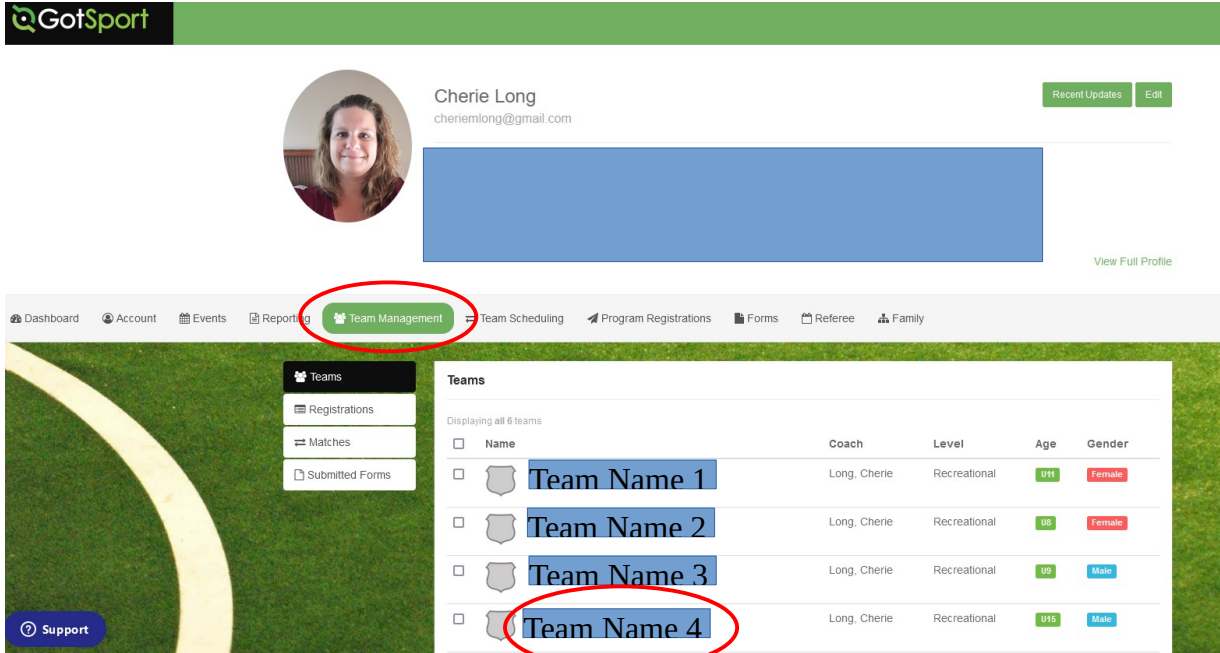 GotSport
Cherie Long
cheriemlong@gmail.com
Recent Updates Edit
View Full Profile
Dashboard Account Events Reporting Team Management Team Scheduling Program Registrations Forms Referee Family
Teams
Registrations
Matches
Submitted Forms
Teams
Displaying all 6 teams
Name Coach Level Age Gender
Team Name 1 Long, Cherie Recreational U11 Female
Team Name 2 Long, Cherie Recreational U8 Female
Team Name 3 Long, Cherie Recreational U9 Male
Team Name 4 Long, Cherie Recreational U15 Male
Support